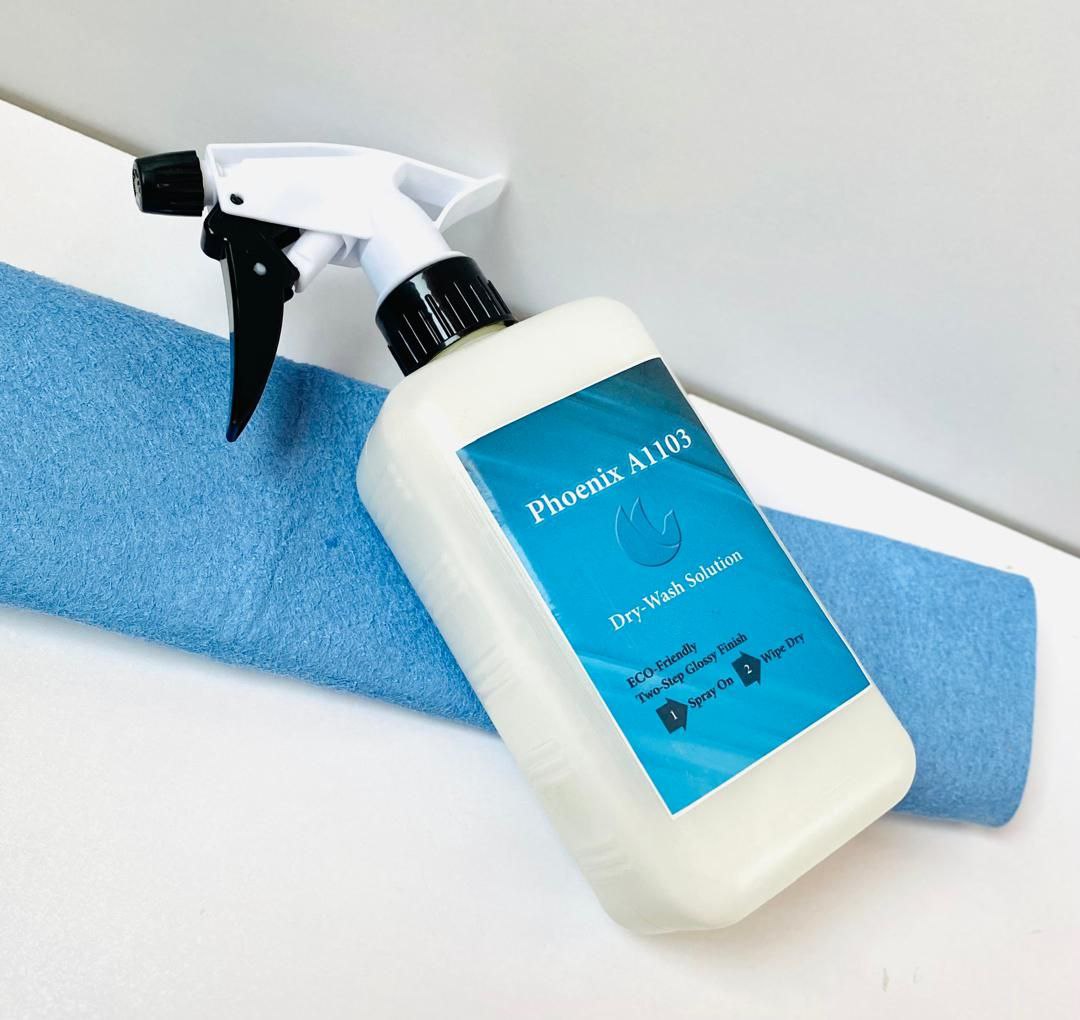 Phoenix A1103
Dry-Wash Solution
ECO-Friendly
Two-Step Glossy Finish
1 Spray On 2 Wipe Dry